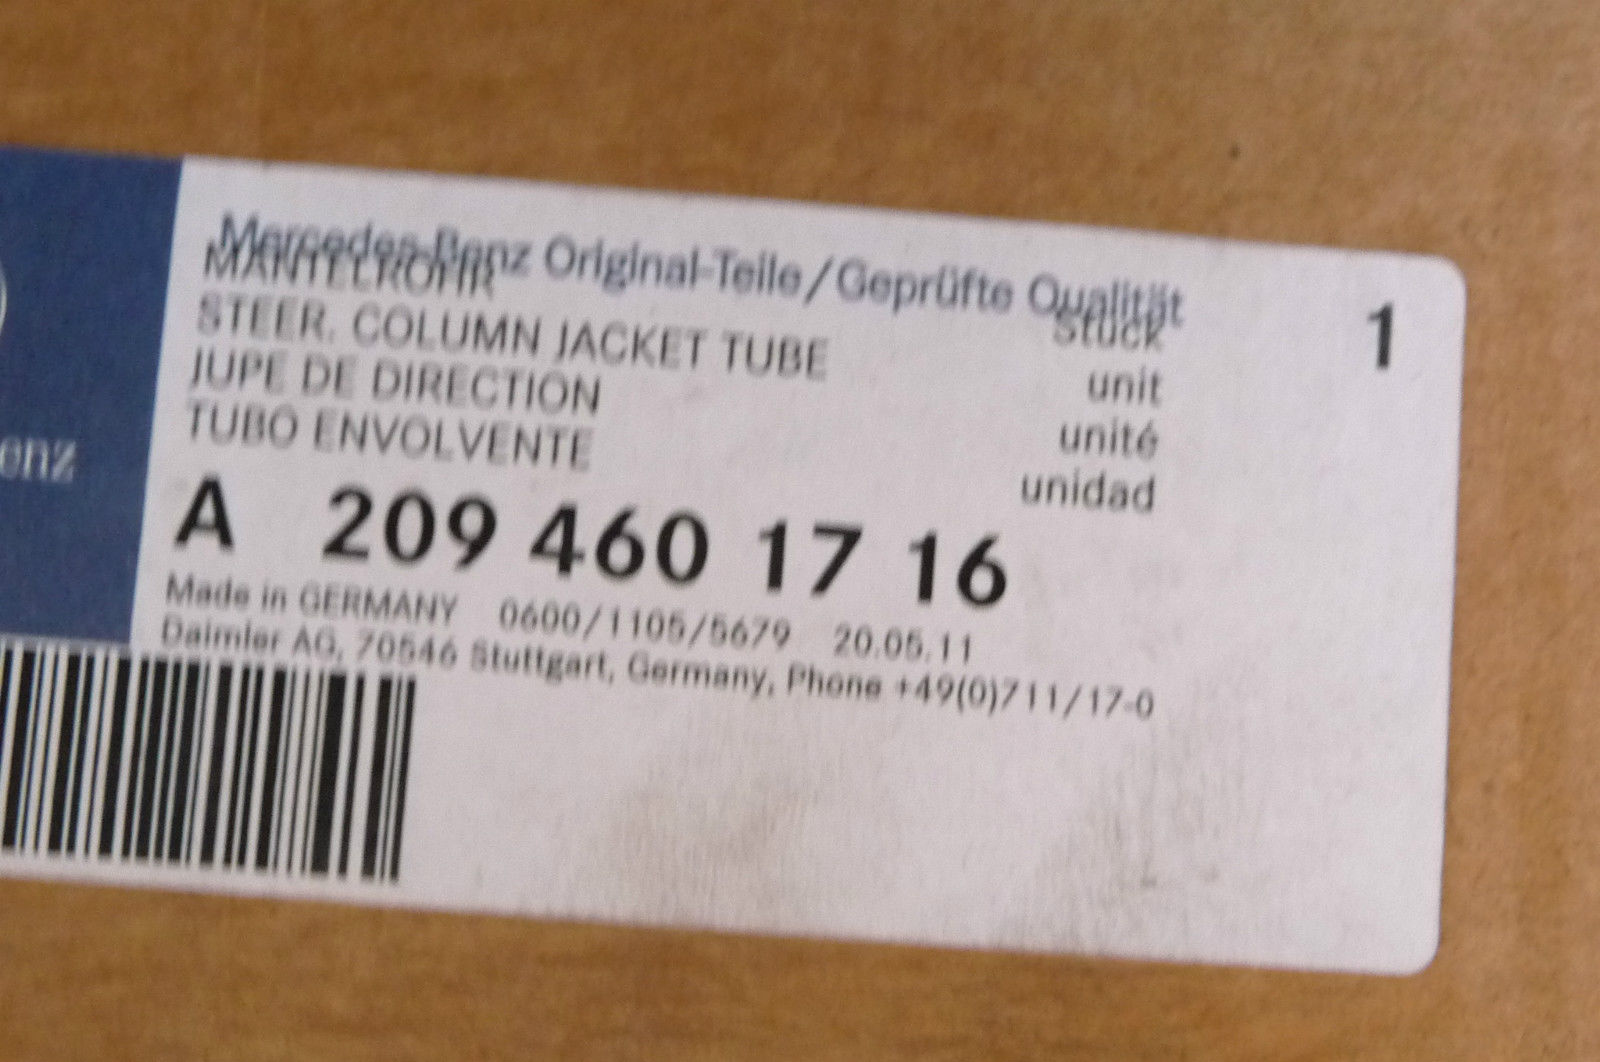 Mercedes-Benz Original-Teile/Geprüfte Qualität
MANTELROHR Stück 1
STEER. COLUMN JACKET TUBE unit
JUPE DE DIRECTION unité
TUBO ENVOLVENTE unidad
enz
A 209 460 17 16
Made in GERMANY 0600/1105/5679 20.05.11
Daimler AG, 70546 Stuttgart, Germany, Phone +49(0)711/17-0